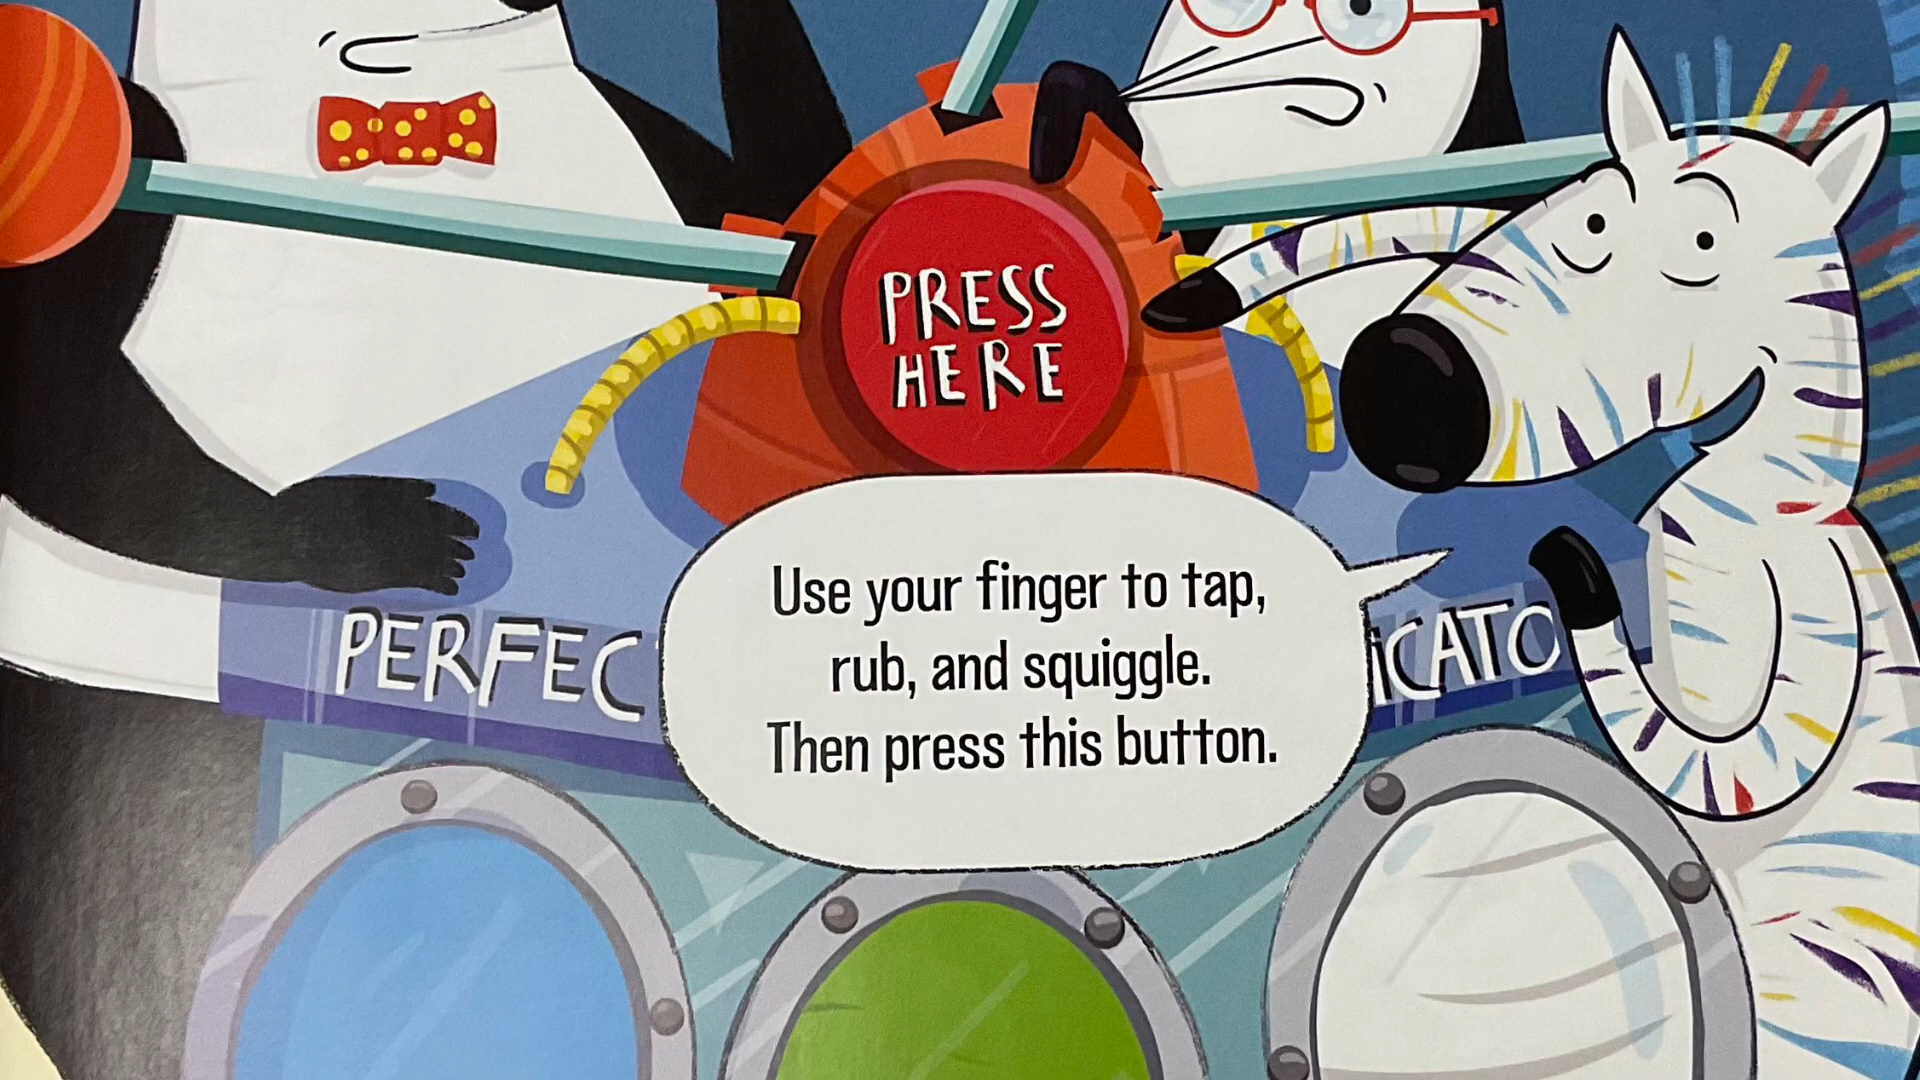 PRESS
HERE
Use your finger to tap,
rub, and squiggle.
Then press this button.
PERFEC
ICATO